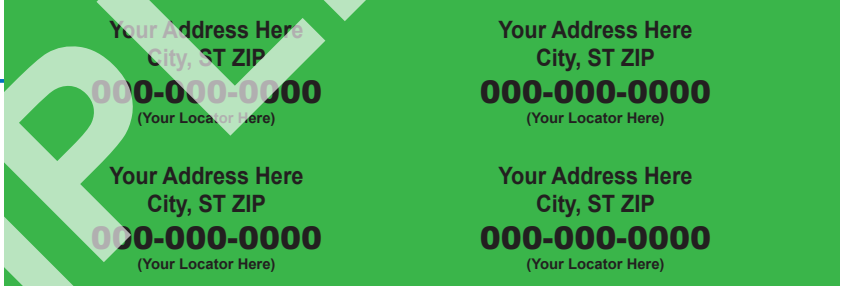 Your Address Here
City, ST ZIP
000-000-0000
(Your Locator Here)
Your Address Here
City, ST ZIP
000-000-0000
(Your Locator Here)
Your Address Here
City, ST ZIP
000-000-0000
(Your Locator Here)
Your Address Here
City, ST ZIP
000-000-0000
(Your Locator Here)